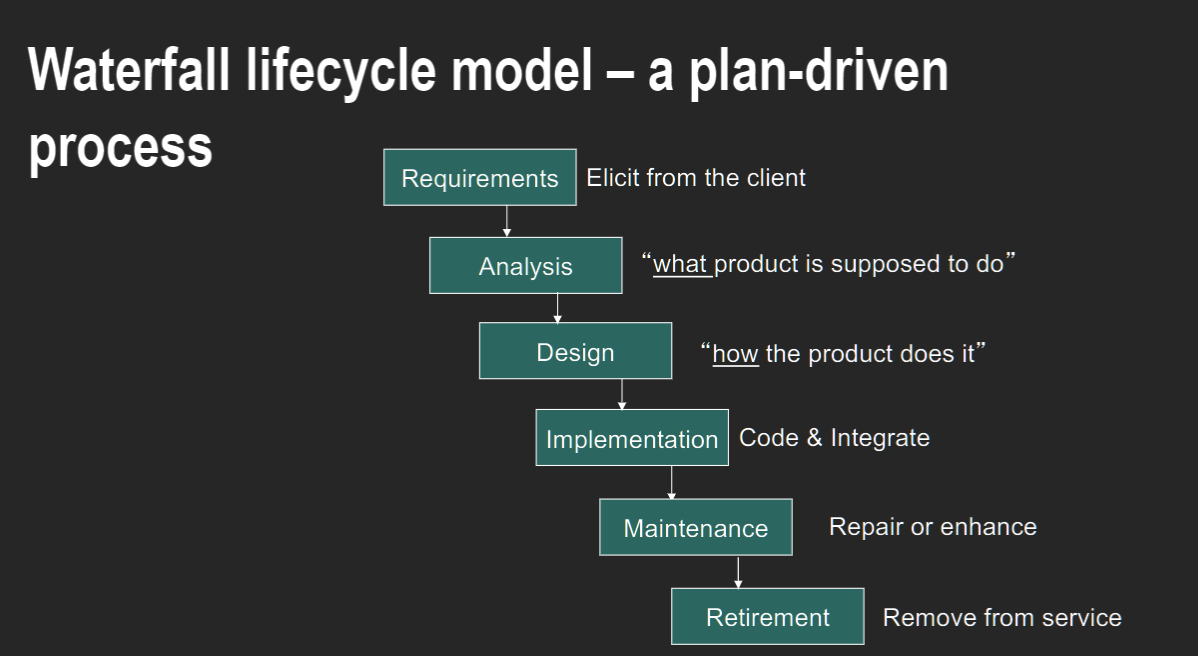 Waterfall lifecycle model – a plan-driven
process
Requirements Elicit from the client
Analysis “what product is supposed to do”
Design “how the product does it”
Implementation Code & Integrate
Maintenance Repair or enhance
Retirement Remove from service